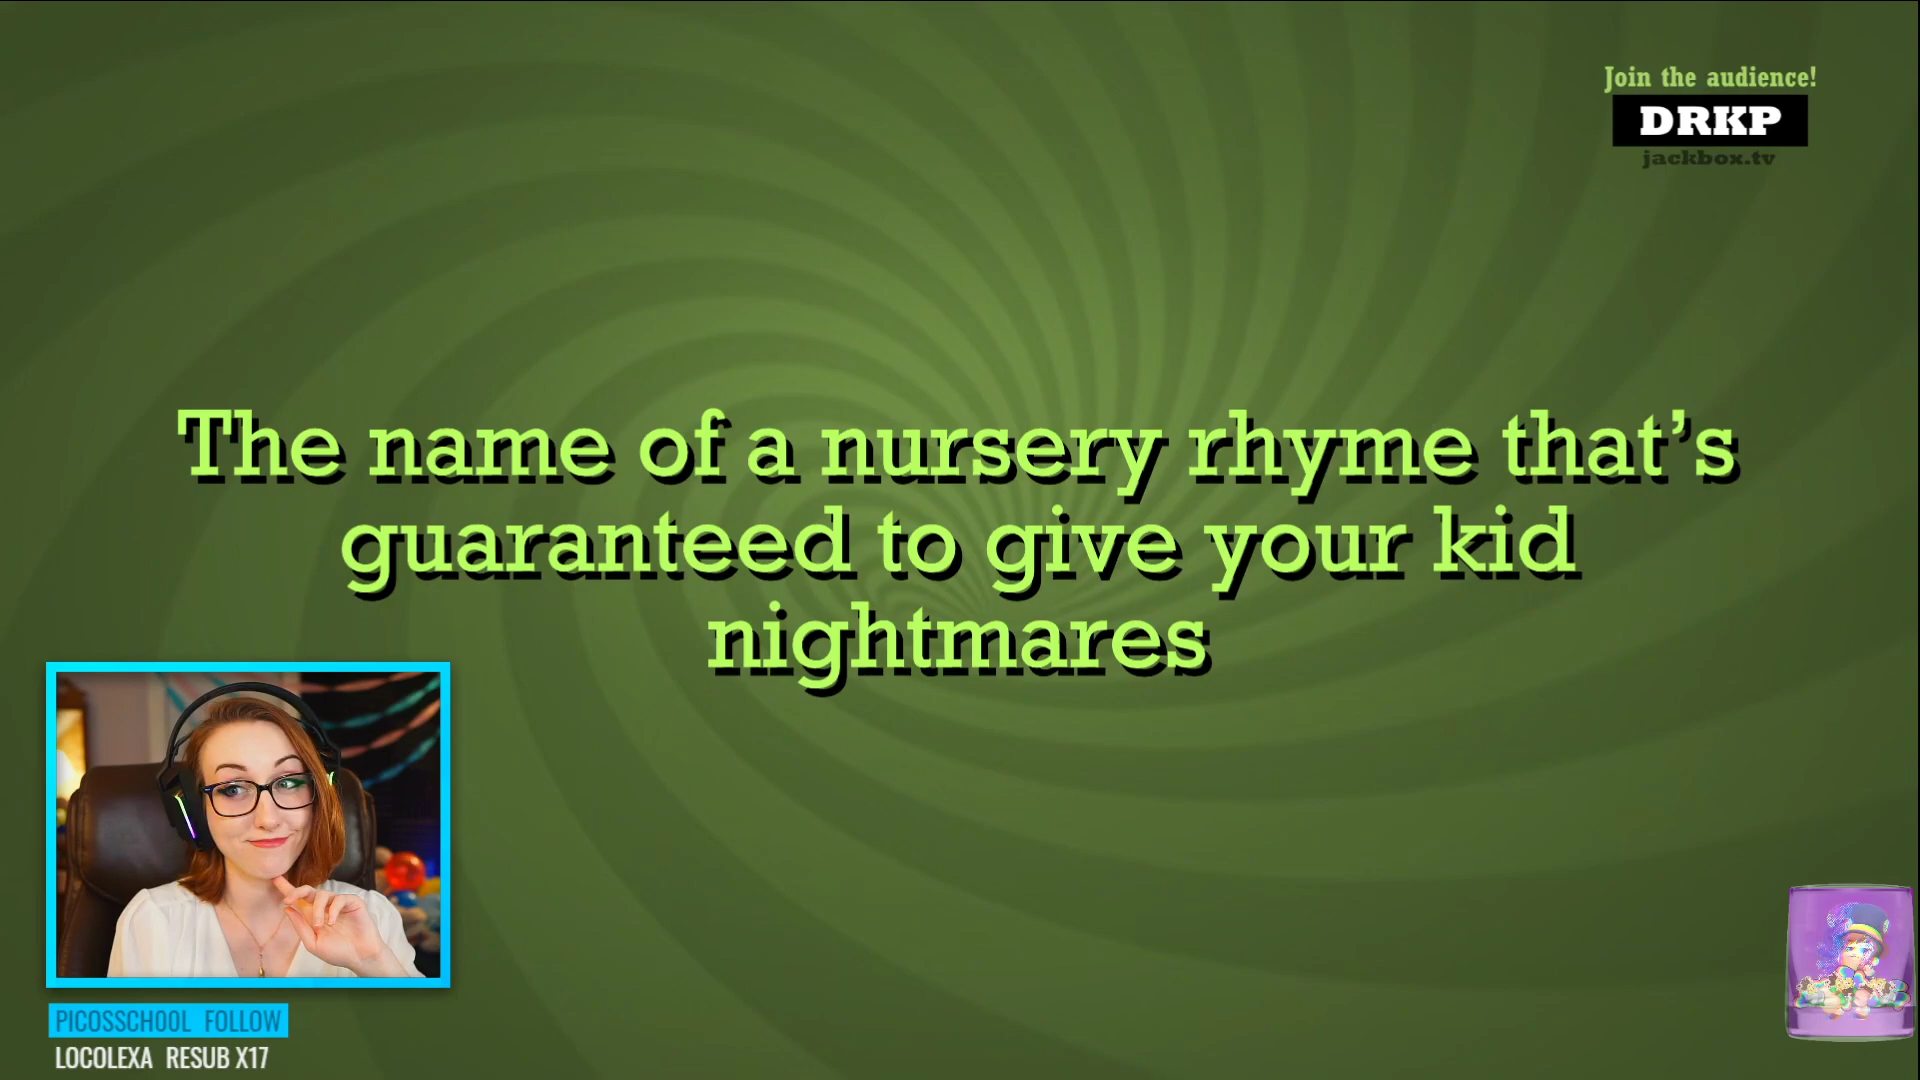 Join the audience!
DRKP
jackbox.tv
The name of a nursery rhyme that’s
guaranteed to give your kid
nightmares
PICOSSCHOOL FOLLOW
LOCOLEXA RESUB X17